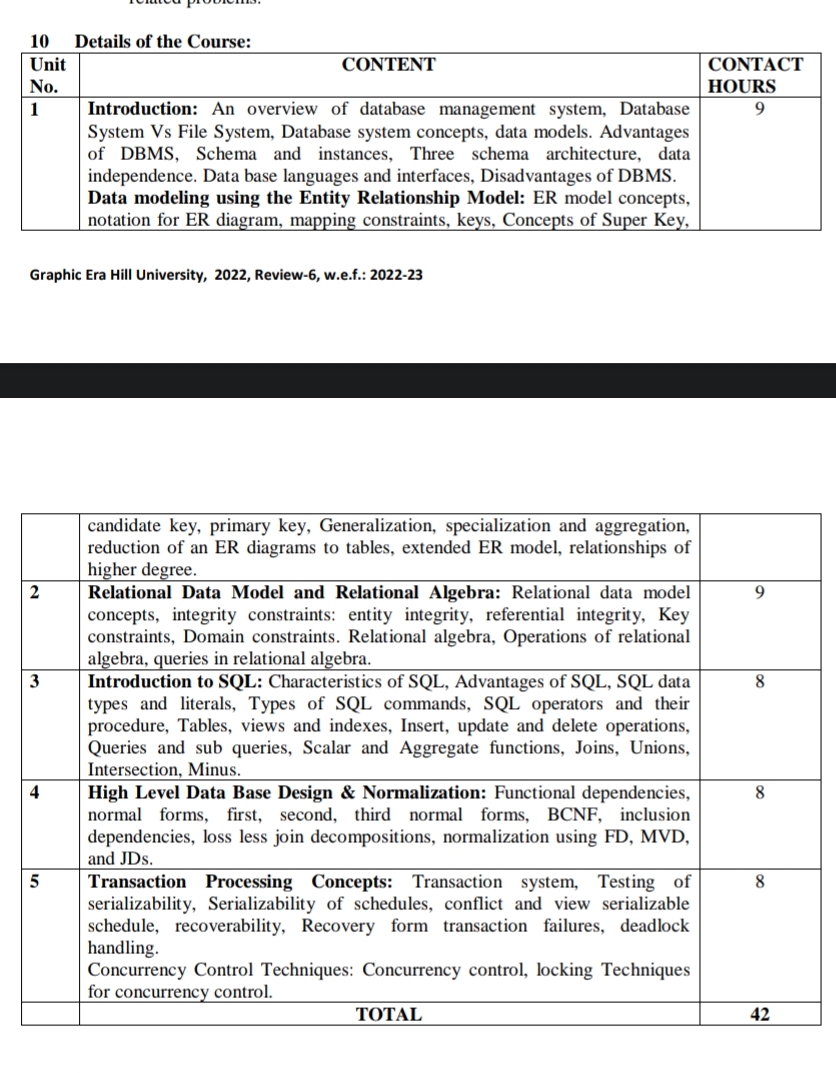 related problems.
10 Details of the Course:
Unit No. CONTENT CONTACT HOURS
1 Introduction: An overview of database management system, Database 9
System Vs File System, Database system concepts, data models. Advantages
of DBMS, Schema and instances, Three schema architecture, data
independence. Data base languages and interfaces, Disadvantages of DBMS.
Data modeling using the Entity Relationship Model: ER model concepts,
notation for ER diagram, mapping constraints, keys, Concepts of Super Key,
Graphic Era Hill University, 2022, Review-6, w.e.f.: 2022-23
candidate key, primary key, Generalization, specialization and aggregation,
reduction of an ER diagrams to tables, extended ER model, relationships of
higher degree.
2 Relational Data Model and Relational Algebra: Relational data model 9
concepts, integrity constraints: entity integrity, referential integrity, Key
constraints, Domain constraints. Relational algebra, Operations of relational
algebra, queries in relational algebra.
3 Introduction to SQL: Characteristics of SQL, Advantages of SQL, SQL data 8
types and literals, Types of SQL commands, SQL operators and their
procedure, Tables, views and indexes, Insert, update and delete operations,
Queries and sub queries, Scalar and Aggregate functions, Joins, Unions,
Intersection, Minus.
4 High Level Data Base Design & Normalization: Functional dependencies, 8
normal forms, first, second, third normal forms, BCNF, inclusion
dependencies, loss less join decompositions, normalization using FD, MVD,
and JDs.
5 Transaction Processing Concepts: Transaction system, Testing of 8
serializability, Serializability of schedules, conflict and view serializable
schedule, recoverability, Recovery form transaction failures, deadlock
handling.
Concurrency Control Techniques: Concurrency control, locking Techniques
for concurrency control.
TOTAL 42